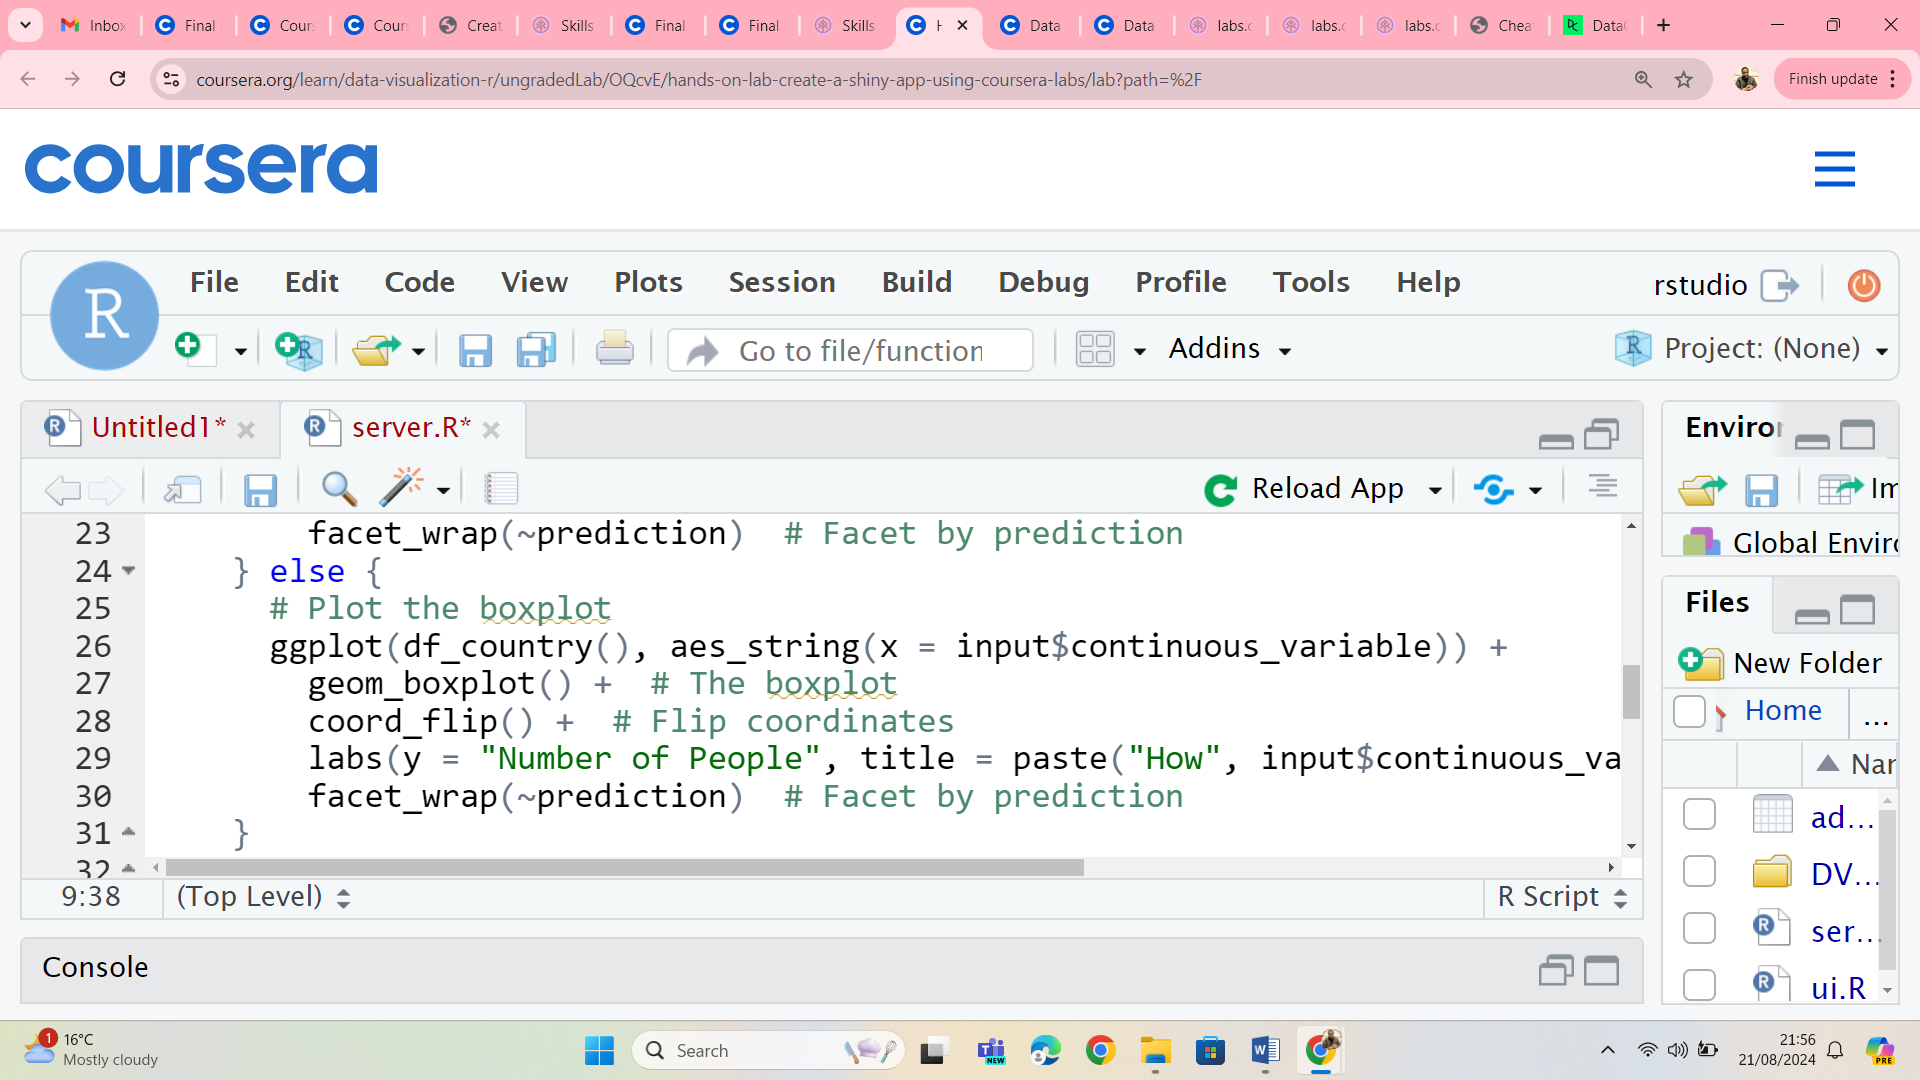 Inbox
Final
Cours
Cours
Creat
Skills
Final
Final
Skills
H
Data
Data
labs.c
labs.c
labs.c
Chea
DataC
coursera.org/learn/data-visualization-r/ungradedLab/OQcvE/hands-on-lab-create-a-shiny-app-using-coursera-labs/lab?path=%2F
Finish update
coursera
R
File Edit Code View Plots Session Build Debug Profile Tools Help
rstudio
Go to file/function
Addins
Project: (None)
Untitled1*
server.R*
Reload App
23 facet_wrap(~prediction)  # Facet by prediction
24 } else {
25 # Plot the boxplot
26 ggplot(df_country(), aes_string(x = input$continuous_variable)) +
27 geom_boxplot() +  # The boxplot
28 coord_flip() +  # Flip coordinates
29 labs(y = "Number of People", title = paste("How", input$continuous_va
30 facet_wrap(~prediction)  # Facet by prediction
31 }
32
9:38 (Top Level) R Script
Console
Enviro
Im
Global Enviro
Files
New Folder
Home ...
Nar
ad...
DV...
ser...
ui.R
1
16°C
Mostly cloudy
Search
NEW
21:56
21/08/2024
PRE